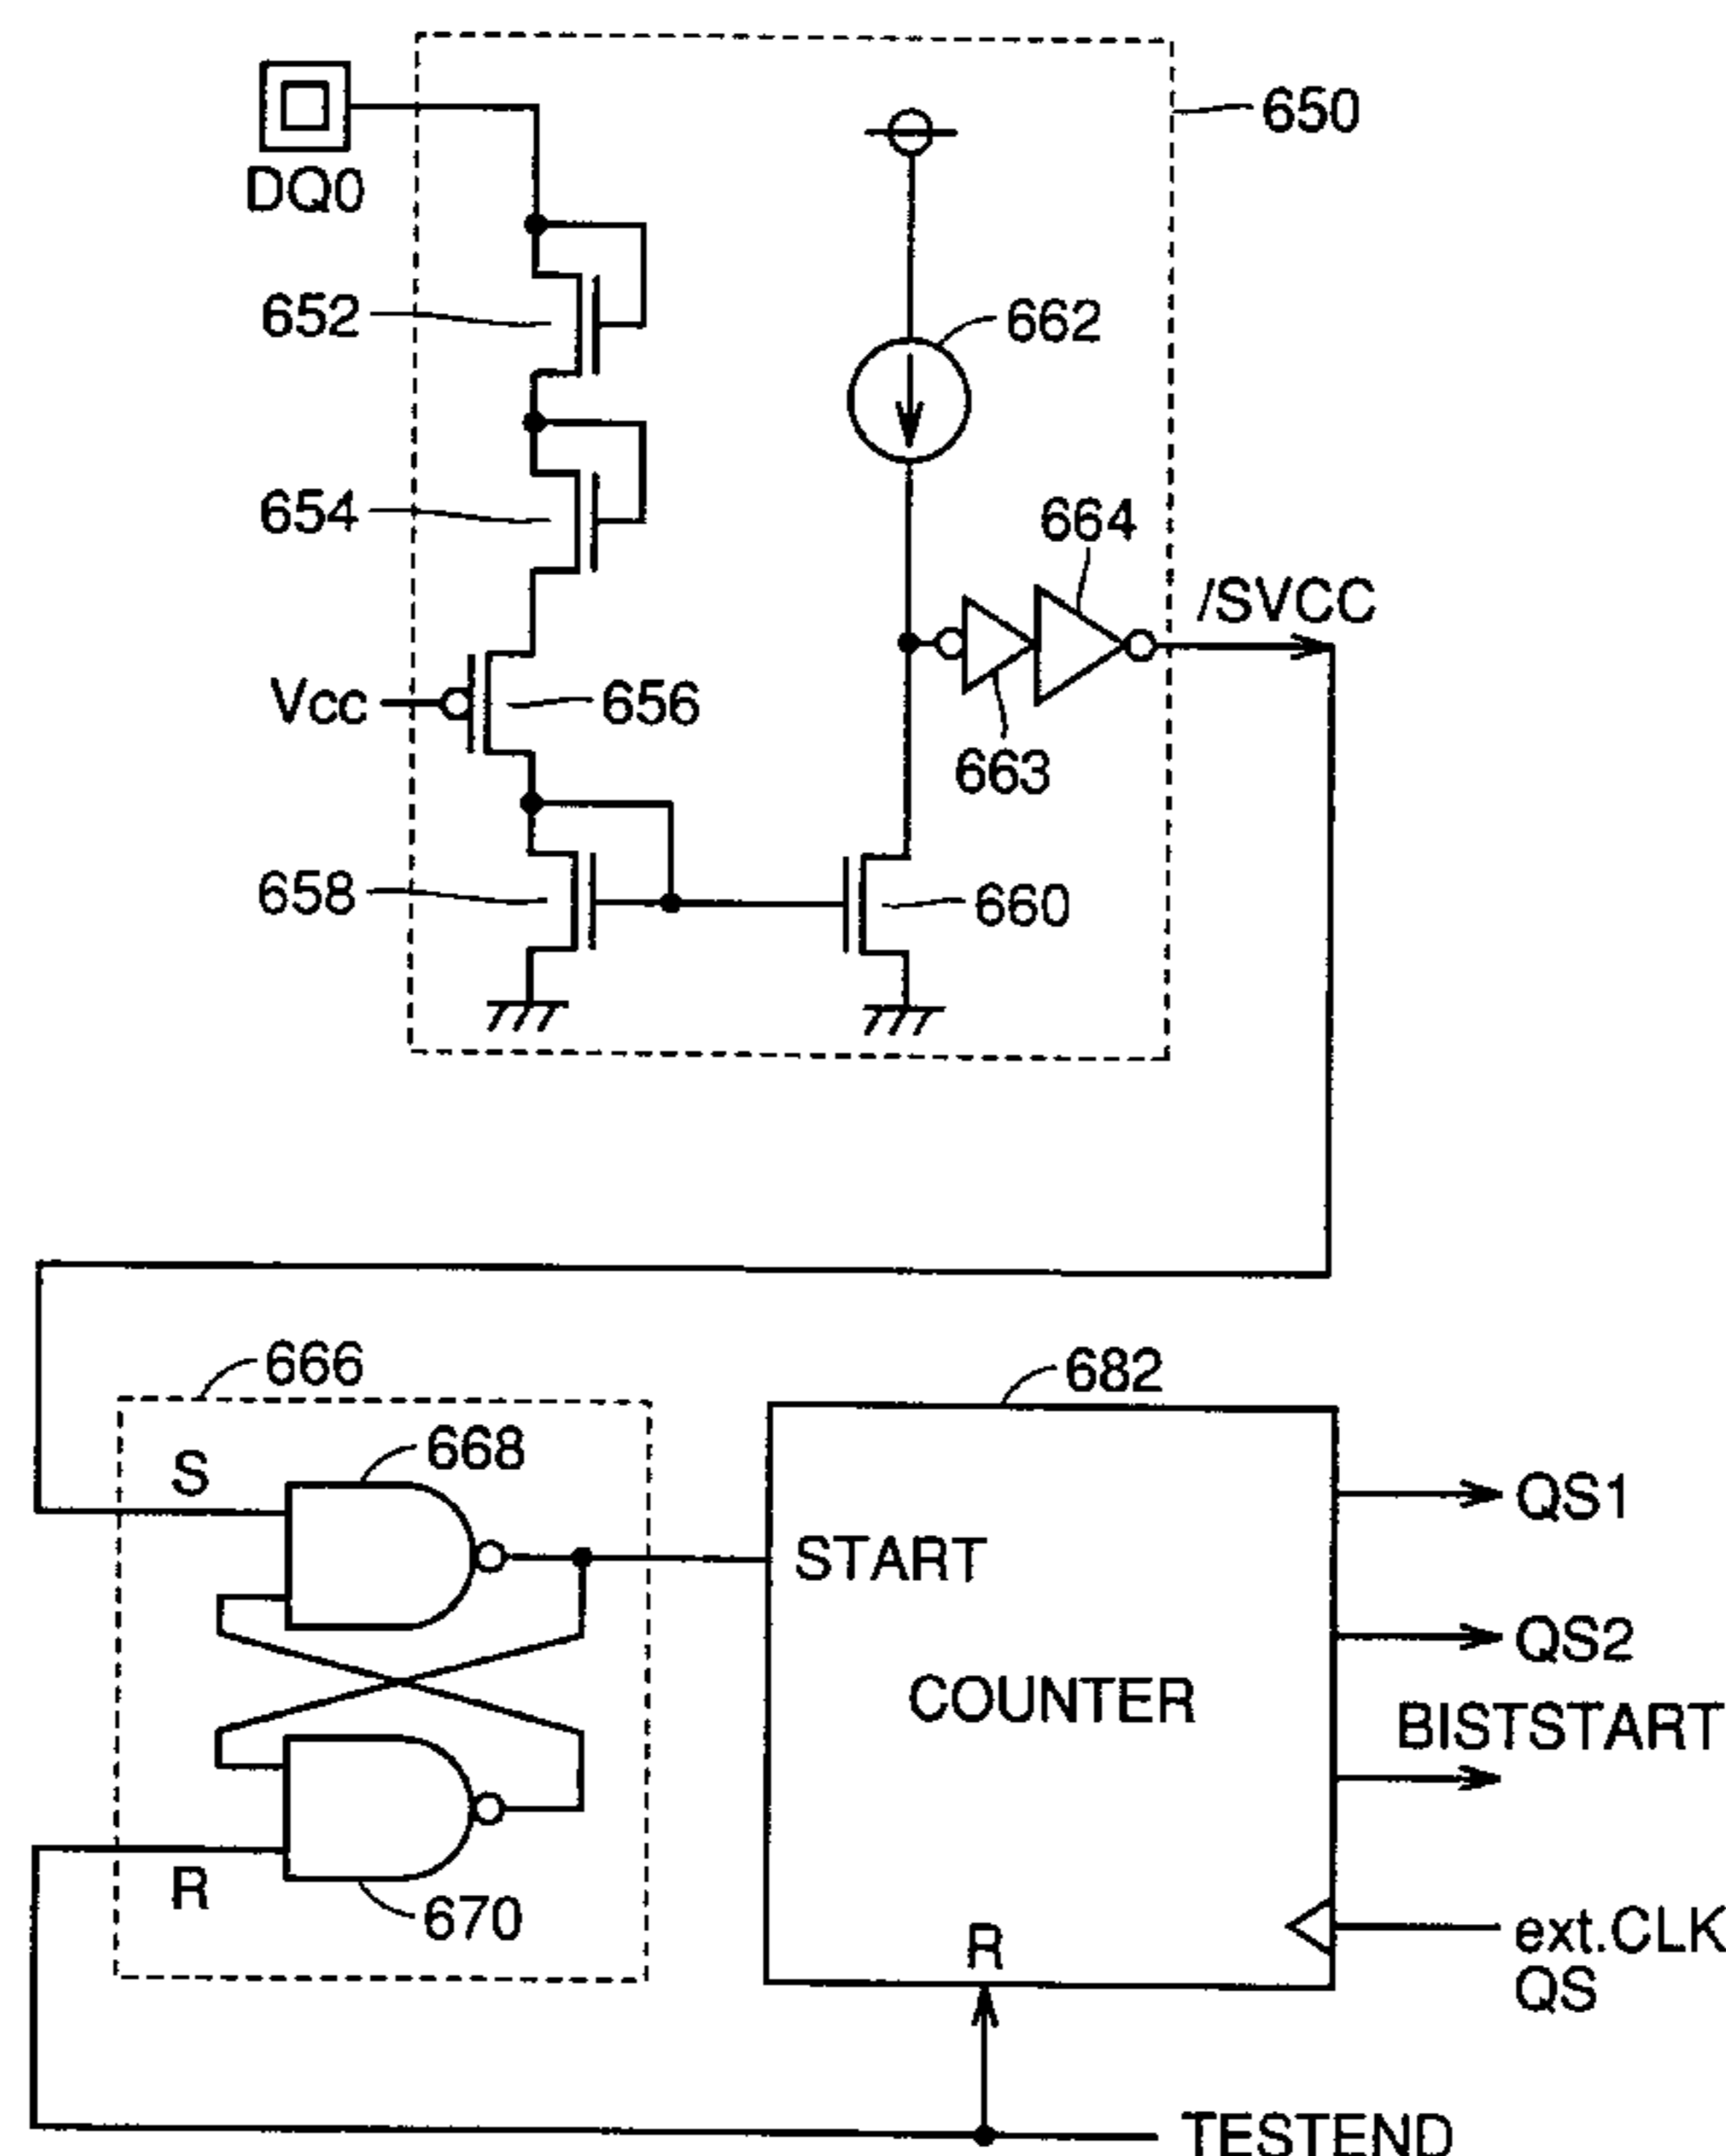 650
DQ0
652
662
654
664
/SVCC
Vcc
656
663
658
660
666
682
668
S
QS1
START
QS2
COUNTER
BISTSTART
R
670
R
ext.CLK
QS
TESTEND